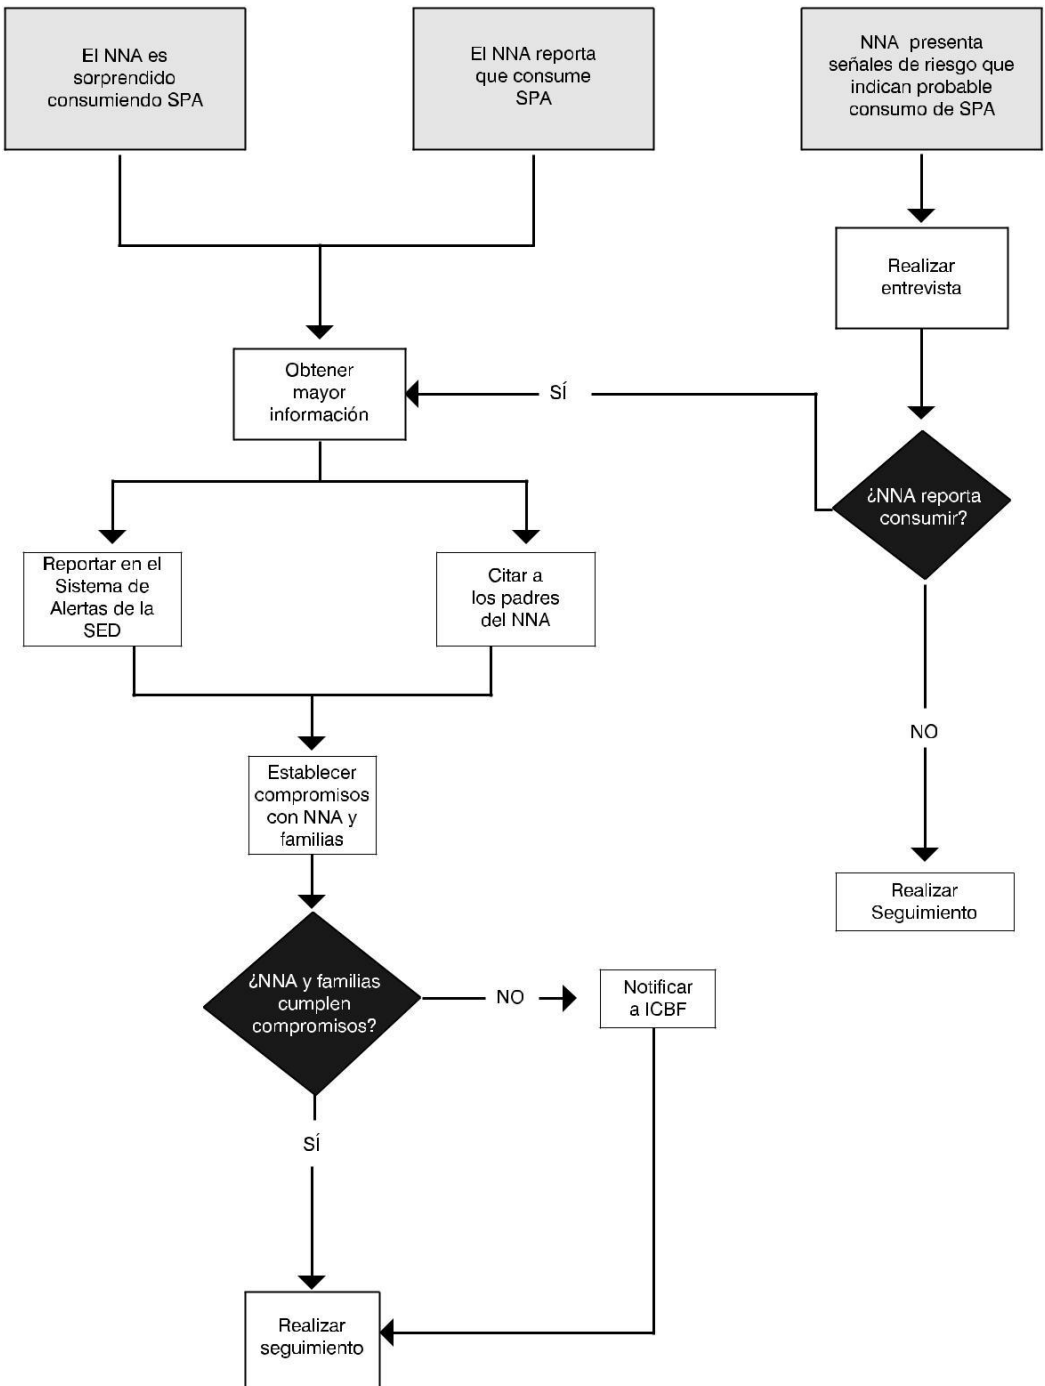 El NNA es
sorprendido
consumiendo SPA
El NNA reporta
que consume
SPA
NNA presenta
señales de riesgo que
indican probable
consumo de SPA
Realizar
entrevista
Obtener
mayor
información
SÍ
¿NNA reporta
consumir?
Reportar en el
Sistema de
Alertas de la
SED
Citar a
los padres
del NNA
NO
Establecer
compromisos
con NNA y
familias
Realizar
Seguimiento
¿NNA y familias
cumplen
compromisos?
NO
Notificar
a ICBF
SÍ
Realizar
seguimiento